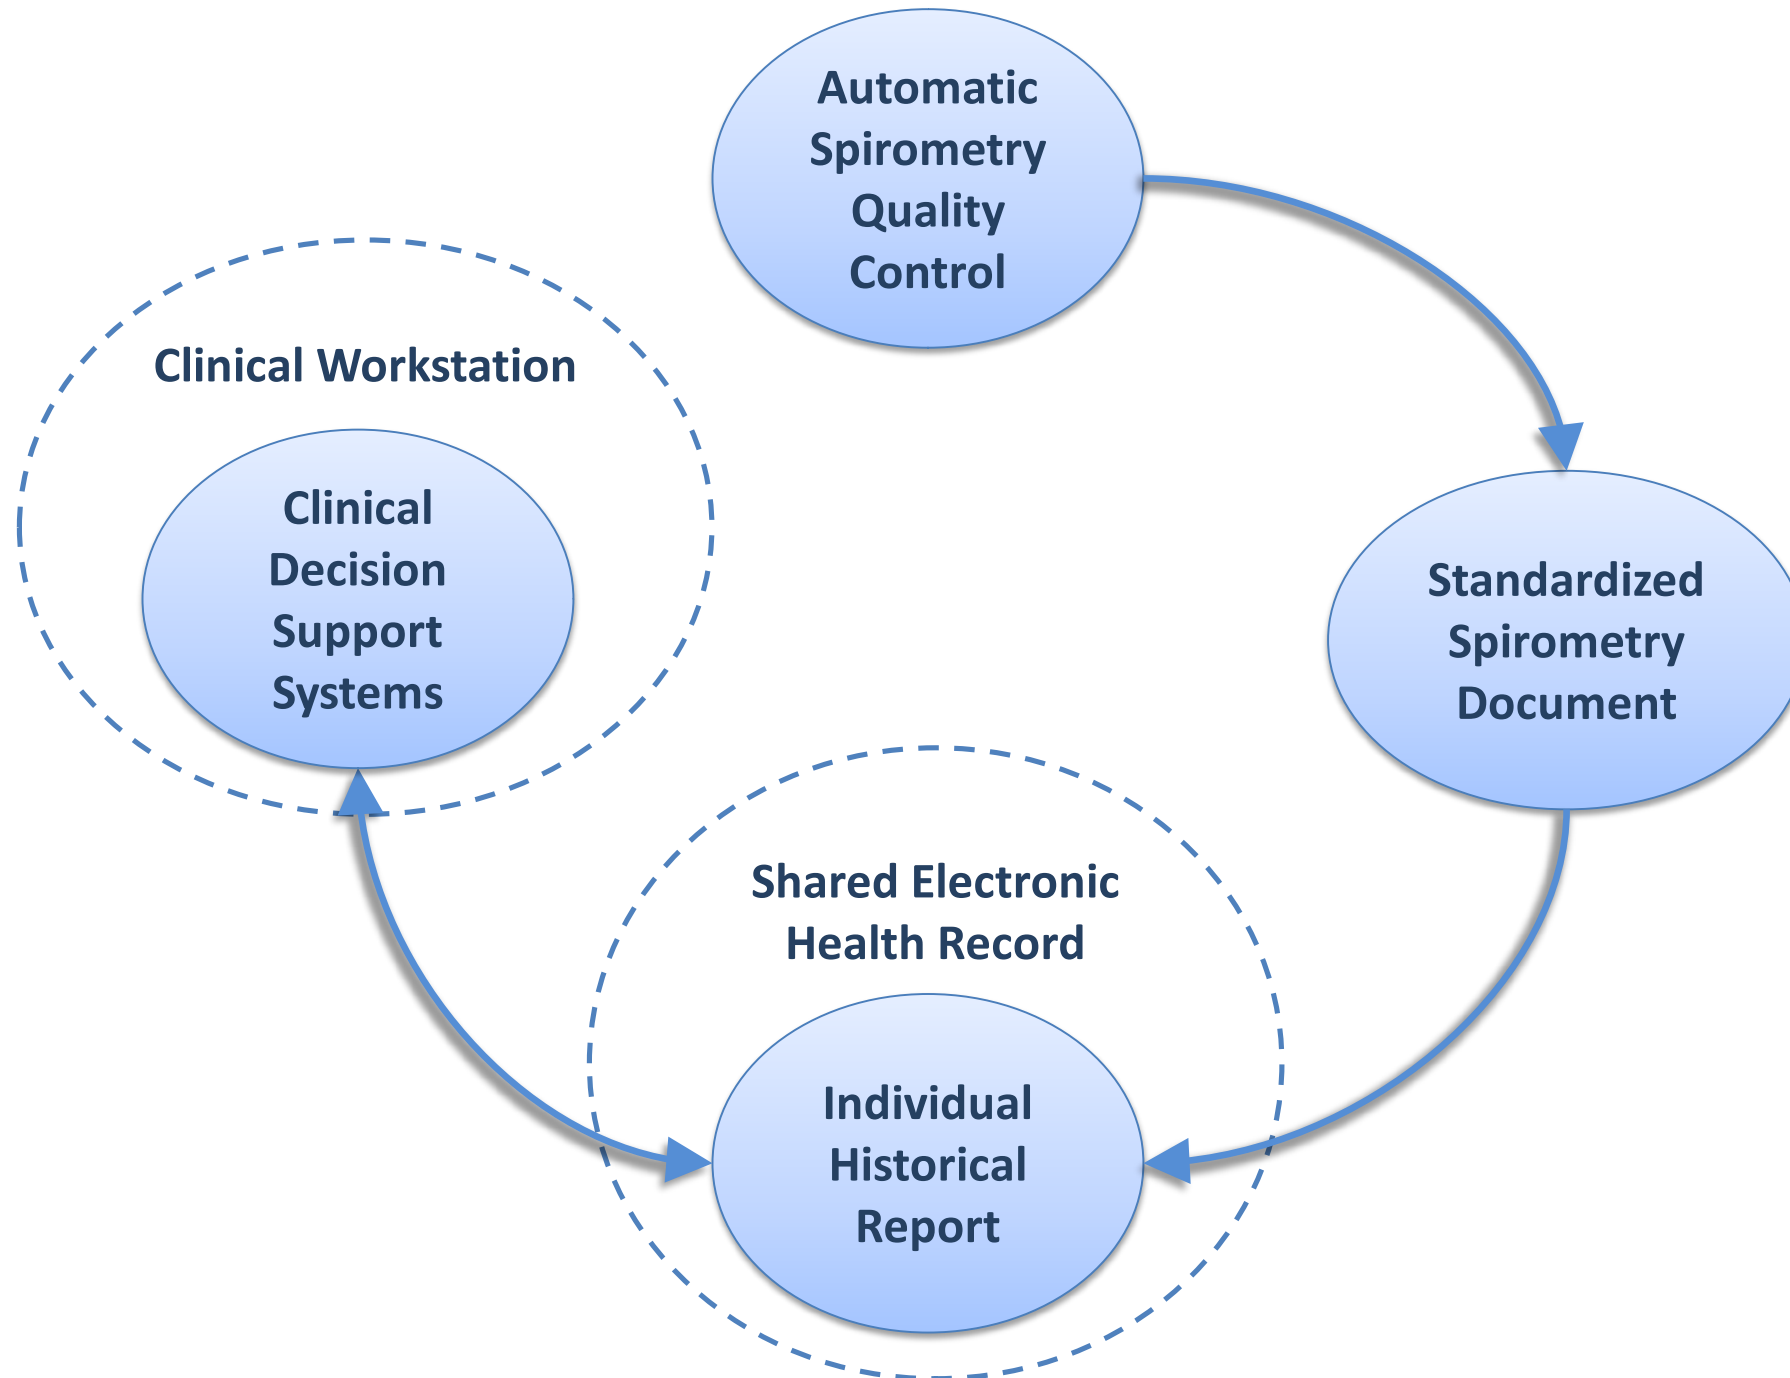 Automatic
Spirometry
Quality
Control
Clinical Workstation
Clinical
Decision
Support
Systems
Standardized
Spirometry
Document
Shared Electronic
Health Record
Individual
Historical
Report